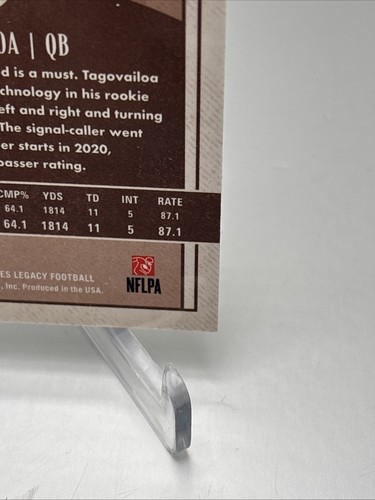 OA | QB
d is a must. Tagovailoa
chnology in his rookie
eft and right and turning
The signal-caller went
er starts in 2020,
passer rating.
CMP% YDS TD INT RATE
64.1 1814 11 5 87.1
64.1 1814 11 5 87.1
ES LEGACY FOOTBALL
, Inc. Produced in the USA.
NFLPA